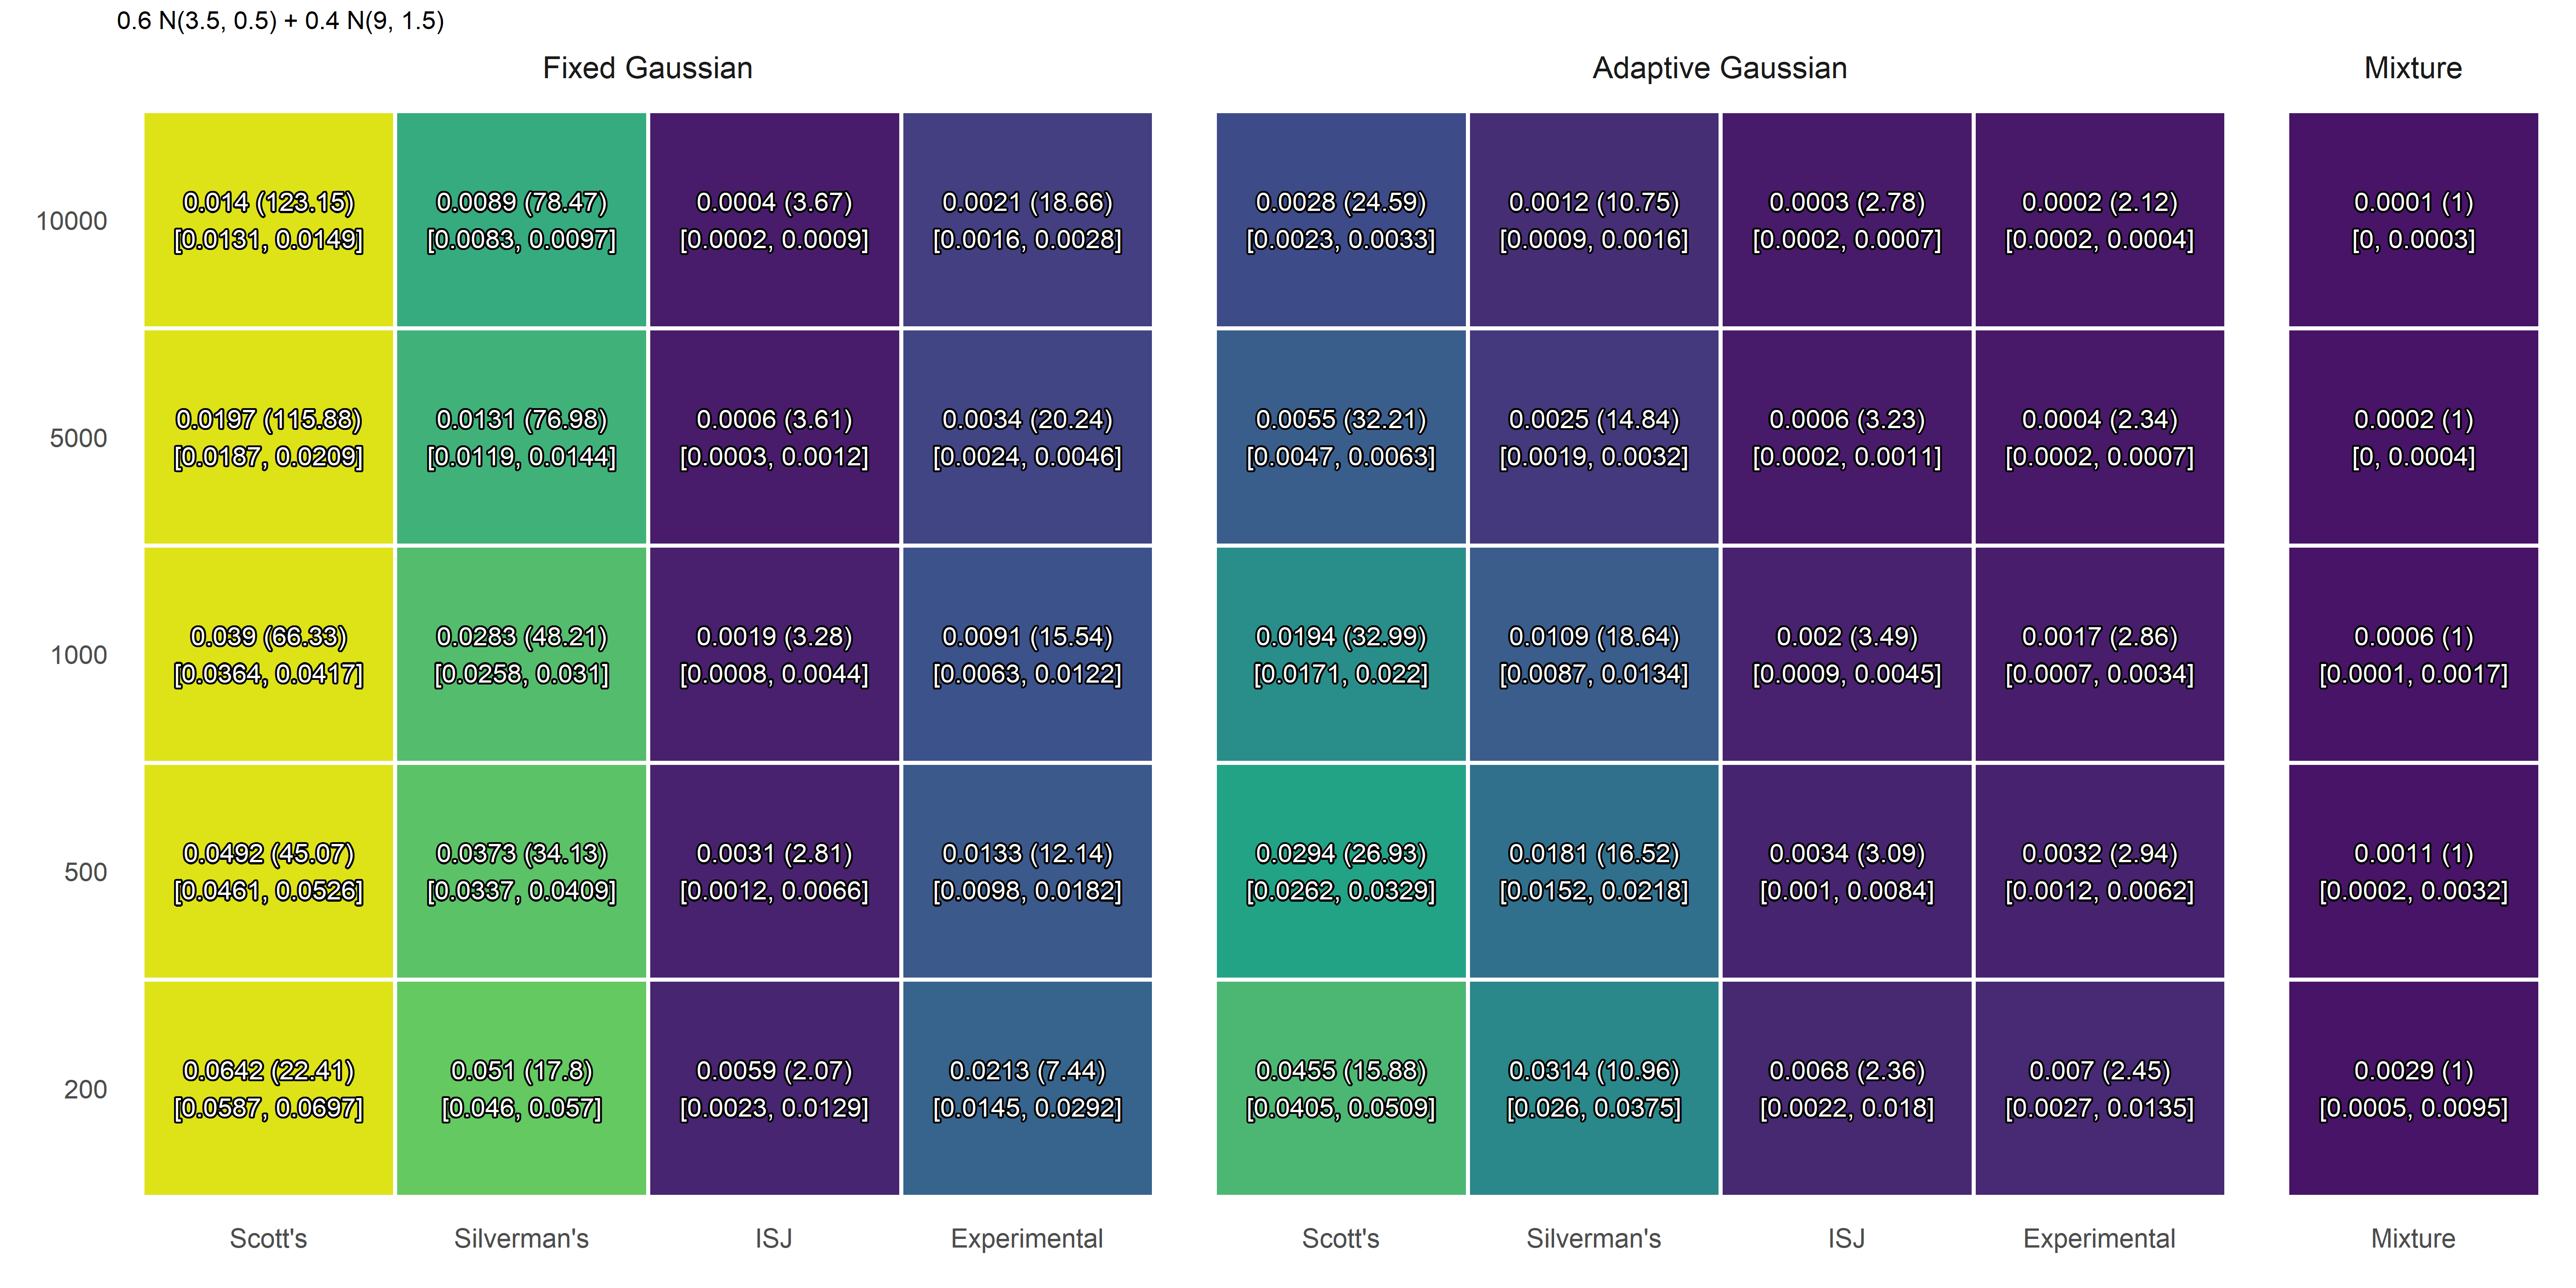 0.6 N(3.5, 0.5) + 0.4 N(9, 1.5)
Fixed Gaussian Adaptive Gaussian Mixture
0.014 (123.15) 0.0089 (78.47) 0.0004 (3.67) 0.0021 (18.66) 0.0028 (24.59) 0.0012 (10.75) 0.0003 (2.78) 0.0002 (2.12) 0.0001 (1)
10000
[0.0131, 0.0149] [0.0083, 0.0097] [0.0002, 0.0009] [0.0016, 0.0028] [0.0023, 0.0033] [0.0009, 0.0016] [0.0002, 0.0007] [0.0002, 0.0004] [0, 0.0003]
0.0197 (115.88) 0.0131 (76.98) 0.0006 (3.61) 0.0034 (20.24) 0.0055 (32.21) 0.0025 (14.84) 0.0006 (3.23) 0.0004 (2.34) 0.0002 (1)
5000
[0.0187, 0.0209] [0.0119, 0.0144] [0.0003, 0.0012] [0.0024, 0.0046] [0.0047, 0.0063] [0.0019, 0.0032] [0.0002, 0.0011] [0.0002, 0.0007] [0, 0.0004]
0.039 (66.33) 0.0283 (48.21) 0.0019 (3.28) 0.0091 (15.54) 0.0194 (32.99) 0.0109 (18.64) 0.002 (3.49) 0.0017 (2.86) 0.0006 (1)
1000
[0.0364, 0.0417] [0.0258, 0.031] [0.0008, 0.0044] [0.0063, 0.0122] [0.0171, 0.022] [0.0087, 0.0134] [0.0009, 0.0045] [0.0007, 0.0034] [0.0001, 0.0017]
0.0492 (45.07) 0.0373 (34.13) 0.0031 (2.81) 0.0133 (12.14) 0.0294 (26.93) 0.0181 (16.52) 0.0034 (3.09) 0.0032 (2.94) 0.0011 (1)
500
[0.0461, 0.0526] [0.0337, 0.0409] [0.0012, 0.0066] [0.0098, 0.0182] [0.0262, 0.0329] [0.0152, 0.0218] [0.001, 0.0084] [0.0012, 0.0062] [0.0002, 0.0032]
0.0642 (22.41) 0.051 (17.8) 0.0059 (2.07) 0.0213 (7.44) 0.0455 (15.88) 0.0314 (10.96) 0.0068 (2.36) 0.007 (2.45) 0.0029 (1)
200
[0.0587, 0.0697] [0.046, 0.057] [0.0023, 0.0129] [0.0145, 0.0292] [0.0405, 0.0509] [0.026, 0.0375] [0.0022, 0.018] [0.0027, 0.0135] [0.0005, 0.0095]
Scott's Silverman's ISJ Experimental Scott's Silverman's ISJ Experimental Mixture